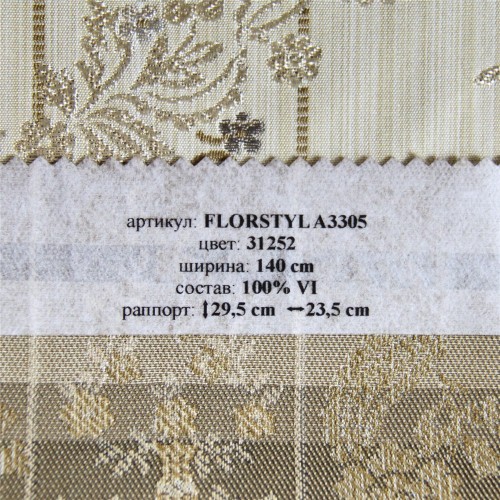 артикул: FLORSTYL A3305
цвет: 31252
ширина: 140 cm
состав: 100% VI
раппорт: ↕29,5 cm ↔23,5 cm